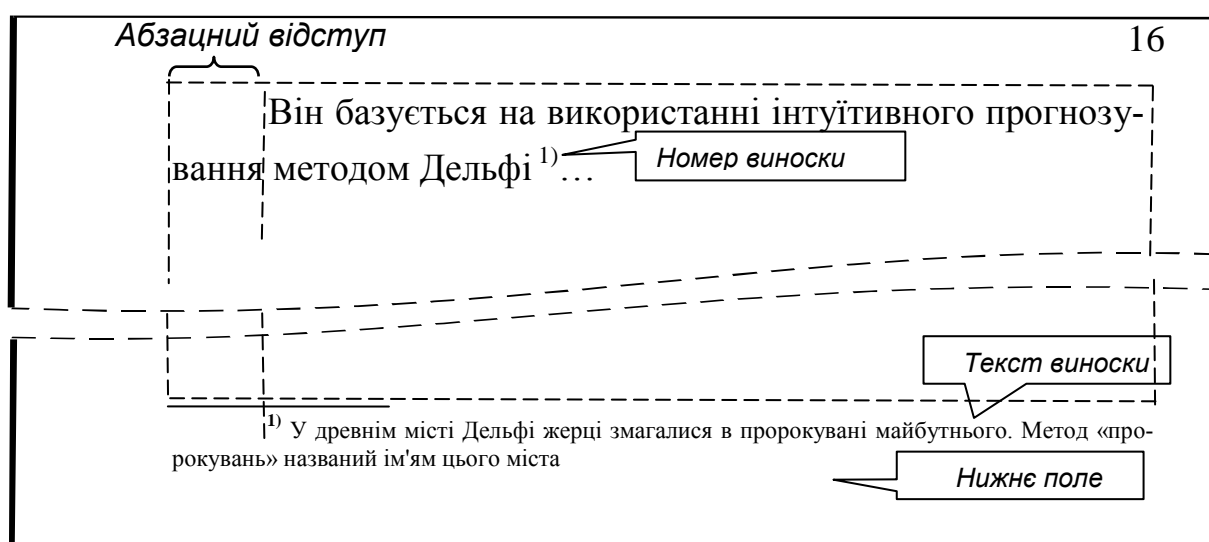 Абзацний відступ
16
Він базується на використанні інтуїтивного прогнозу-
вання методом Дельфі 1)…
Номер виноски
Текст виноски
1) У древнім місті Дельфі жерці змагалися в пророкувані майбутнього. Метод «про-
рокувань» названий ім'ям цього міста
Нижнє поле